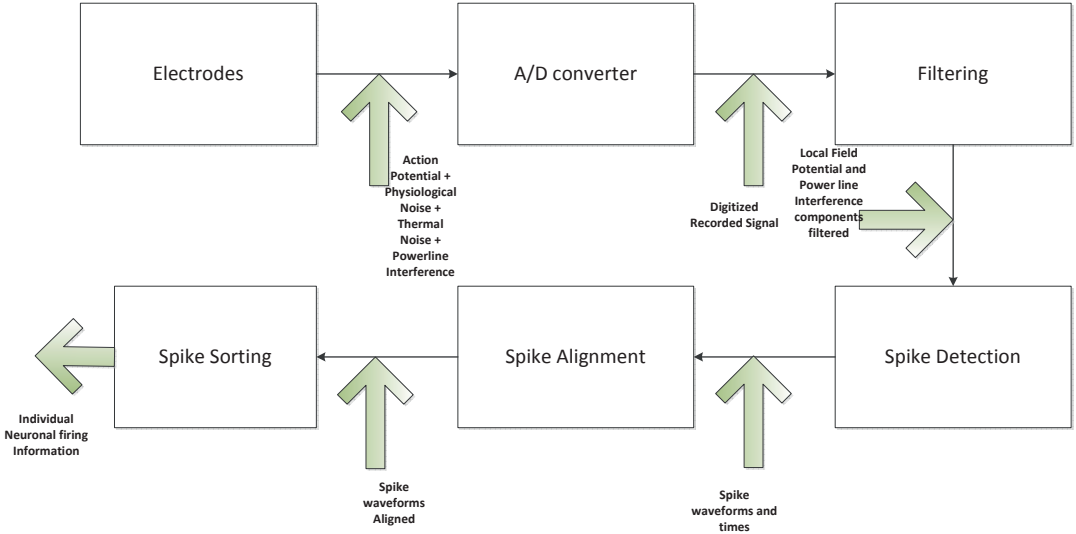 Electrodes
A/D converter
Filtering
Action
Potential +
Physiological
Noise +
Thermal
Noise +
Powerline
Interference
Digitized
Recorded Signal
Local Field
Potential and
Power line
Interference
components
filtered
Spike Sorting
Spike Alignment
Spike Detection
Individual
Neuronal firing
Information
Spike
waveforms
Aligned
Spike
waveforms and
times